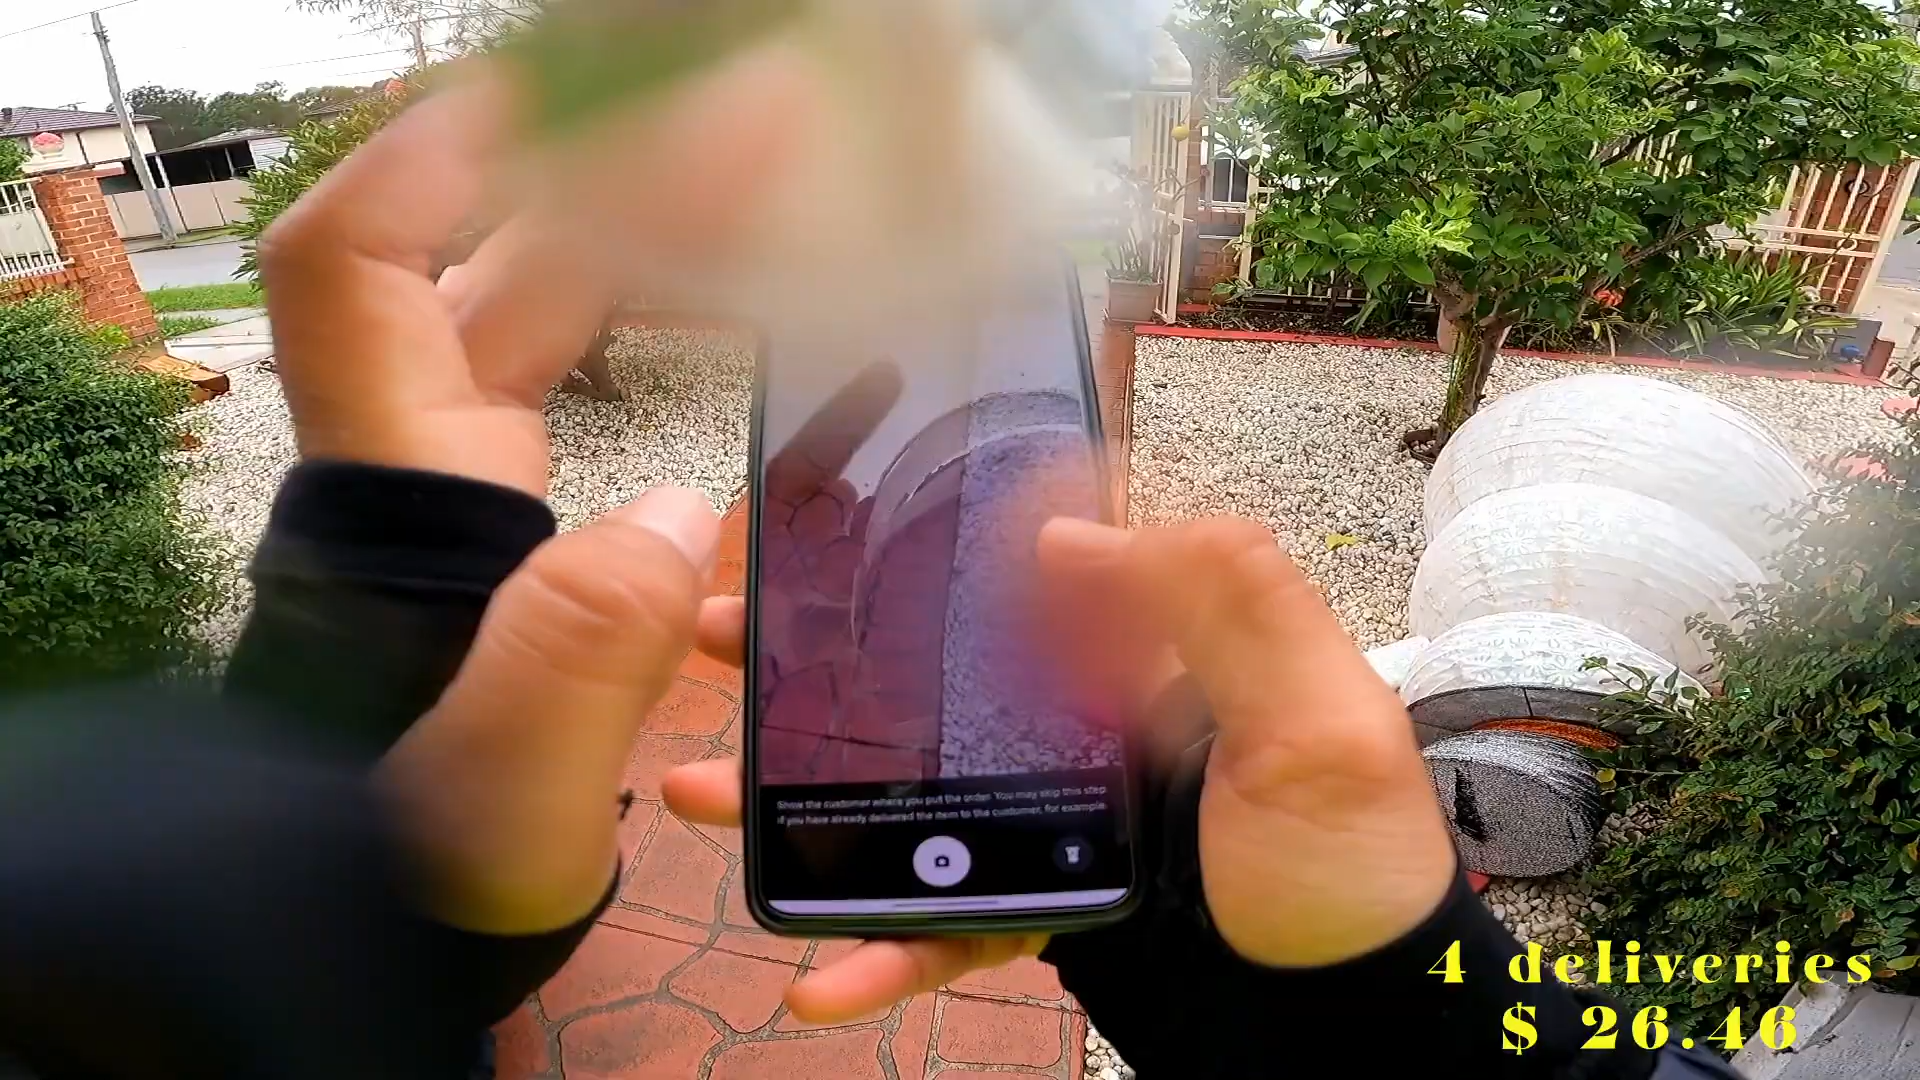 Show the customer where you put the order. You may skip this step
if you have already delivered the item to the customer, for example.
4 deliveries
$ 26.46